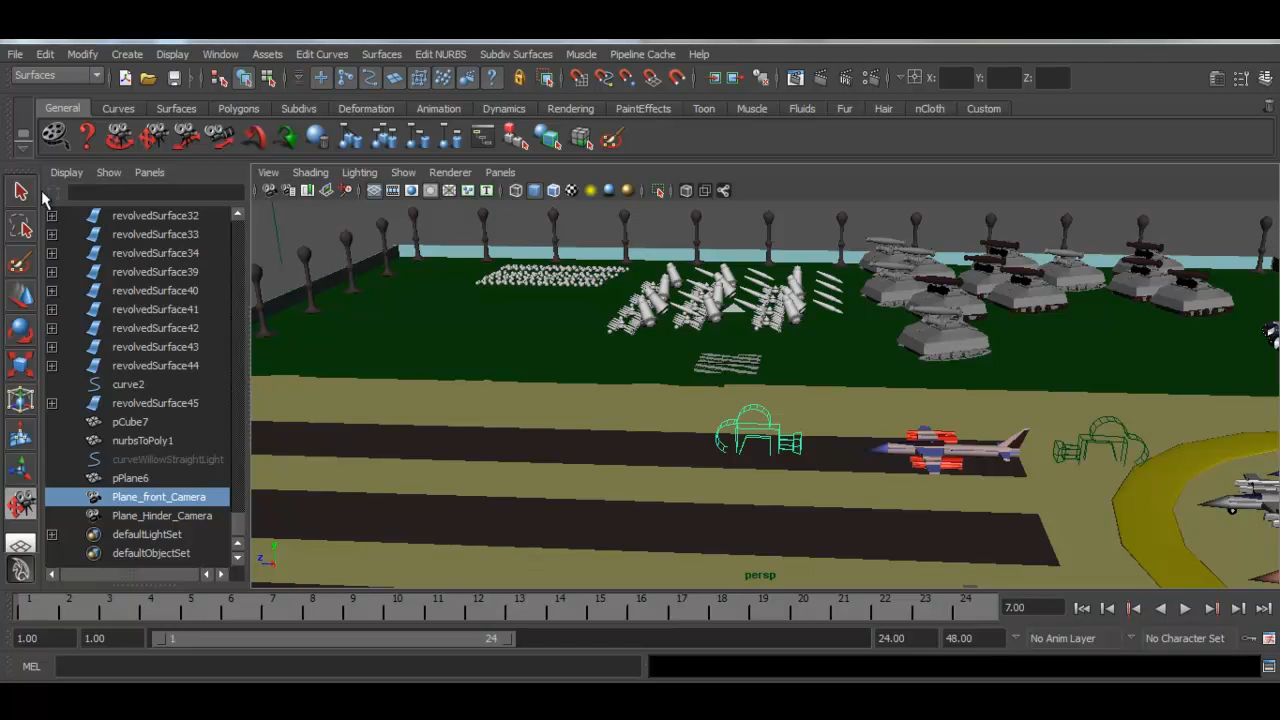 File Edit Modify Create Display Window Assets Edit Curves Surfaces Edit NURBS Subdiv Surfaces Muscle Pipeline Cache Help
Surfaces X: Y: Z:
General Curves Surfaces Polygons Subdivs Deformation Animation Dynamics Rendering PaintEffects Toon Muscle Fluids Fur Hair nCloth Custom
Display Show Panels
View Shading Lighting Show Renderer Panels
revolvedSurface32
revolvedSurface33
revolvedSurface34
revolvedSurface39
revolvedSurface40
revolvedSurface41
revolvedSurface42
revolvedSurface43
revolvedSurface44
curve2
revolvedSurface45
pCube7
nurbsToPoly1
curveWillowStraightLight
pPlane6
Plane_front_Camera
Plane_Hinder_Camera
defaultLightSet
defaultObjectSet
y
z
persp
1 2 3 4 5 6 7 8 9 10 11 12 13 14 15 16 17 18 19 20 21 22 23 24 7.00
1.00 1.00 1 24 24.00 48.00 No Anim Layer No Character Set
MEL